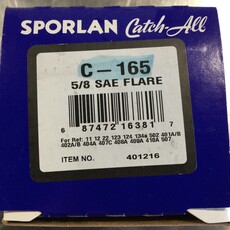 SPORLAN Catch-All
C-165
5/8 SAE FLARE
6 87472 16381 7
For Ref: 11 12 22 123 124 134a 502 401A/B
402A/B 404A 407C 408A 409A 410A 507
ITEM NO. 401216